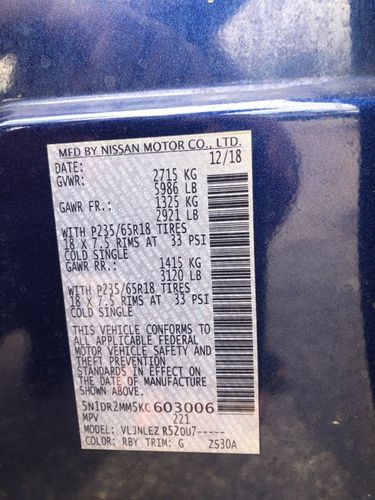 MFD BY NISSAN MOTOR CO., LTD.
DATE: 12/18
GVWR: 2715 KG
5986 LB
GAWR FR.: 1325 KG
2921 LB
WITH P235/65R18 TIRES
18 X 7.5 RIMS AT 33 PSI
COLD SINGLE
GAWR RR.: 1415 KG
3120 LB
WITH P235/65R18 TIRES
18 X 7.5 RIMS AT 33 PSI
COLD SINGLE
THIS VEHICLE CONFORMS TO
ALL APPLICABLE FEDERAL
MOTOR VEHICLE SAFETY AND
THEFT PREVENTION
STANDARDS IN EFFECT ON
THE DATE OF MANUFACTURE
SHOWN ABOVE.
5N1DR2MM5KC603006
MPV 221
MODEL: VLJNLEZ R52DU7-----
COLOR: RBY TRIM: G ZS30A